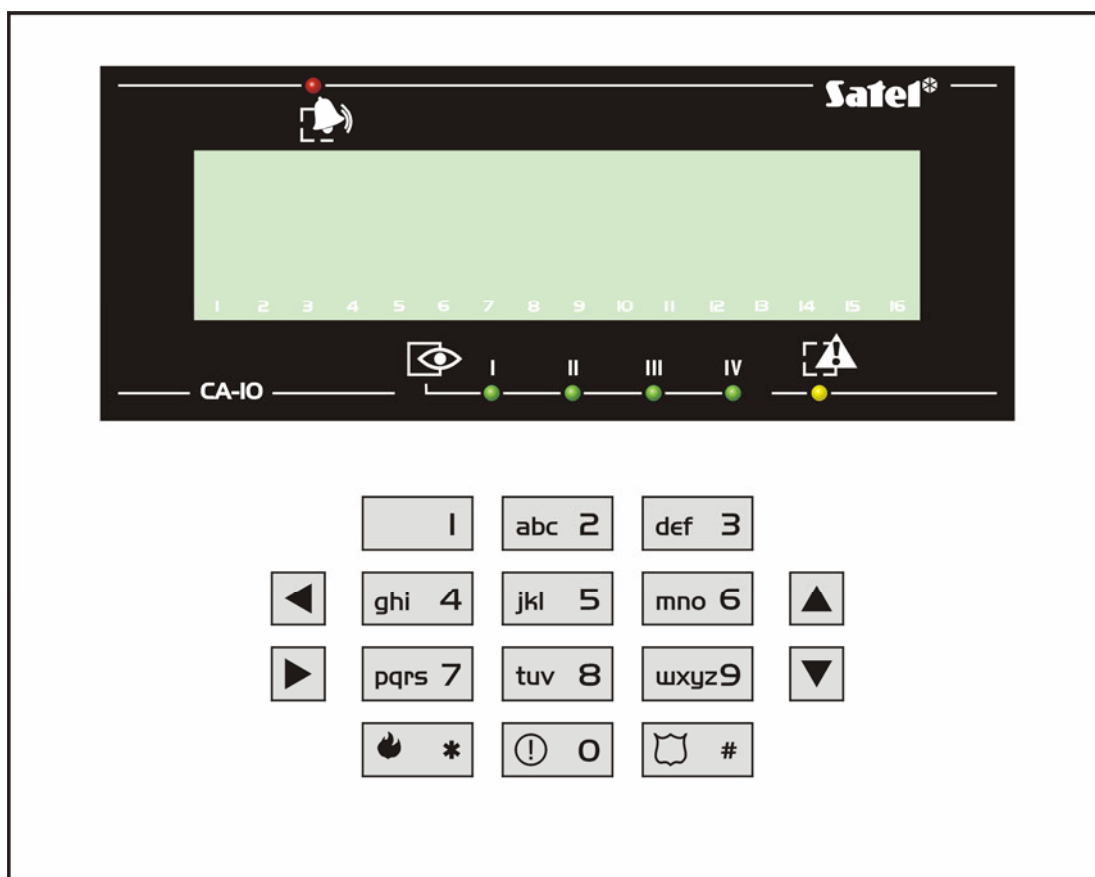 Satel
1 2 3 4 5 6 7 8 9 10 11 12 13 14 15 16
I II III IV
CA-10
1 abc 2 def 3
ghi 4 jkl 5 mno 6
pqrs 7 tuv 8 wxyz 9
* ! 0 #